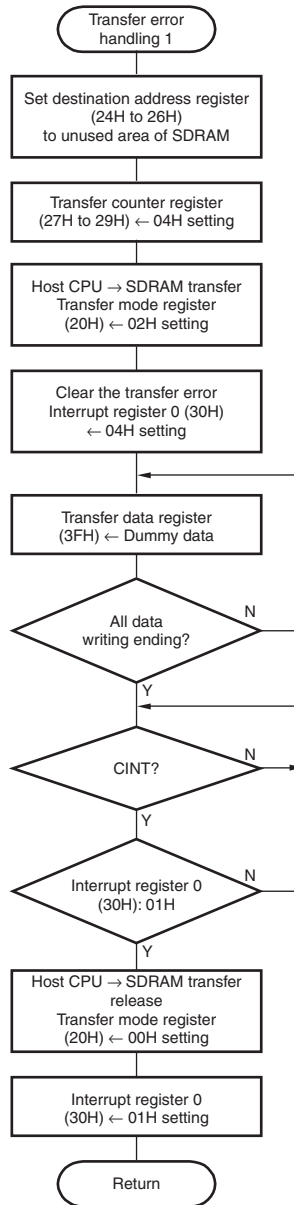 Transfer error
handling 1
Set destination address register
(24H to 26H)
to unused area of SDRAM
Transfer counter register
(27H to 29H) ← 04H setting
Host CPU → SDRAM transfer
Transfer mode register
(20H) ← 02H setting
Clear the transfer error
Interrupt register 0 (30H)
← 04H setting
Transfer data register
(3FH) ← Dummy data
All data
writing ending?
N
Y
CINT?
N
Y
Interrupt register 0
(30H): 01H
N
Y
Host CPU → SDRAM transfer
release
Transfer mode register
(20H) ← 00H setting
Interrupt register 0
(30H) ← 01H setting
Return